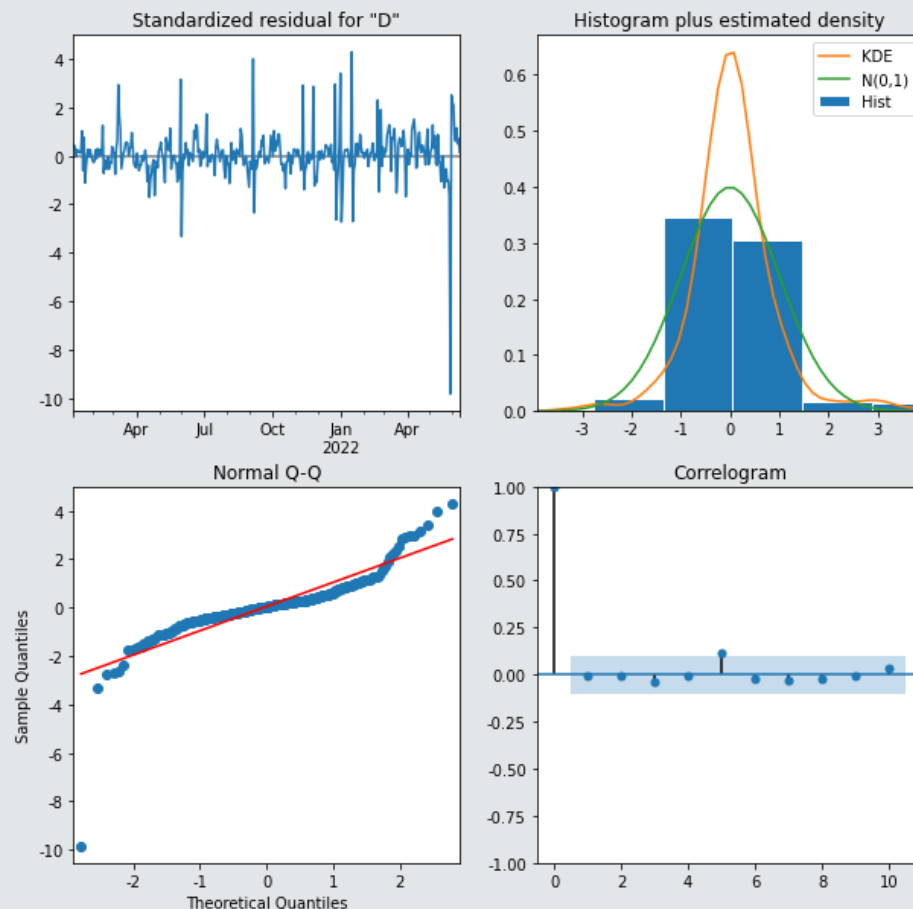 Standardized residual for "D"
4
2
0
-2
-4
-6
-8
-10
Apr Jul Oct Jan Apr
2022
Histogram plus estimated density
KDE
N(0,1)
Hist
0.6
0.5
0.4
0.3
0.2
0.1
0.0
-3 -2 -1 0 1 2 3
Normal Q-Q
Sample Quantiles
4
2
0
-2
-4
-6
-8
-10
-2 -1 0 1 2
Theoretical Quantiles
Correlogram
1.00
0.75
0.50
0.25
0.00
-0.25
-0.50
-0.75
-1.00
0 2 4 6 8 10